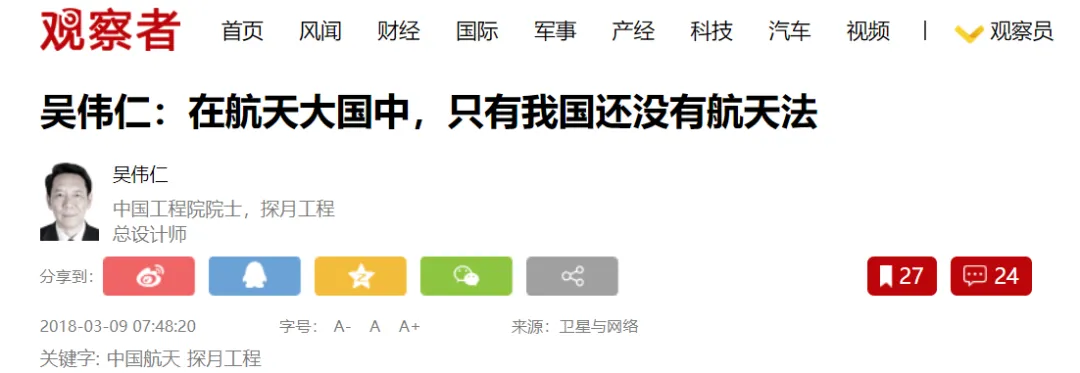 观察者 首页 风闻 财经 国际 军事 产经 科技 汽车 视频 | 观察员
吴伟仁：在航天大国中，只有我国还没有航天法
吴伟仁
中国工程院院士，探月工程
总设计师
分享到： 27 24
2018-03-09 07:48:20 字号： A- A A+ 来源：卫星与网络
关键字: 中国航天 探月工程